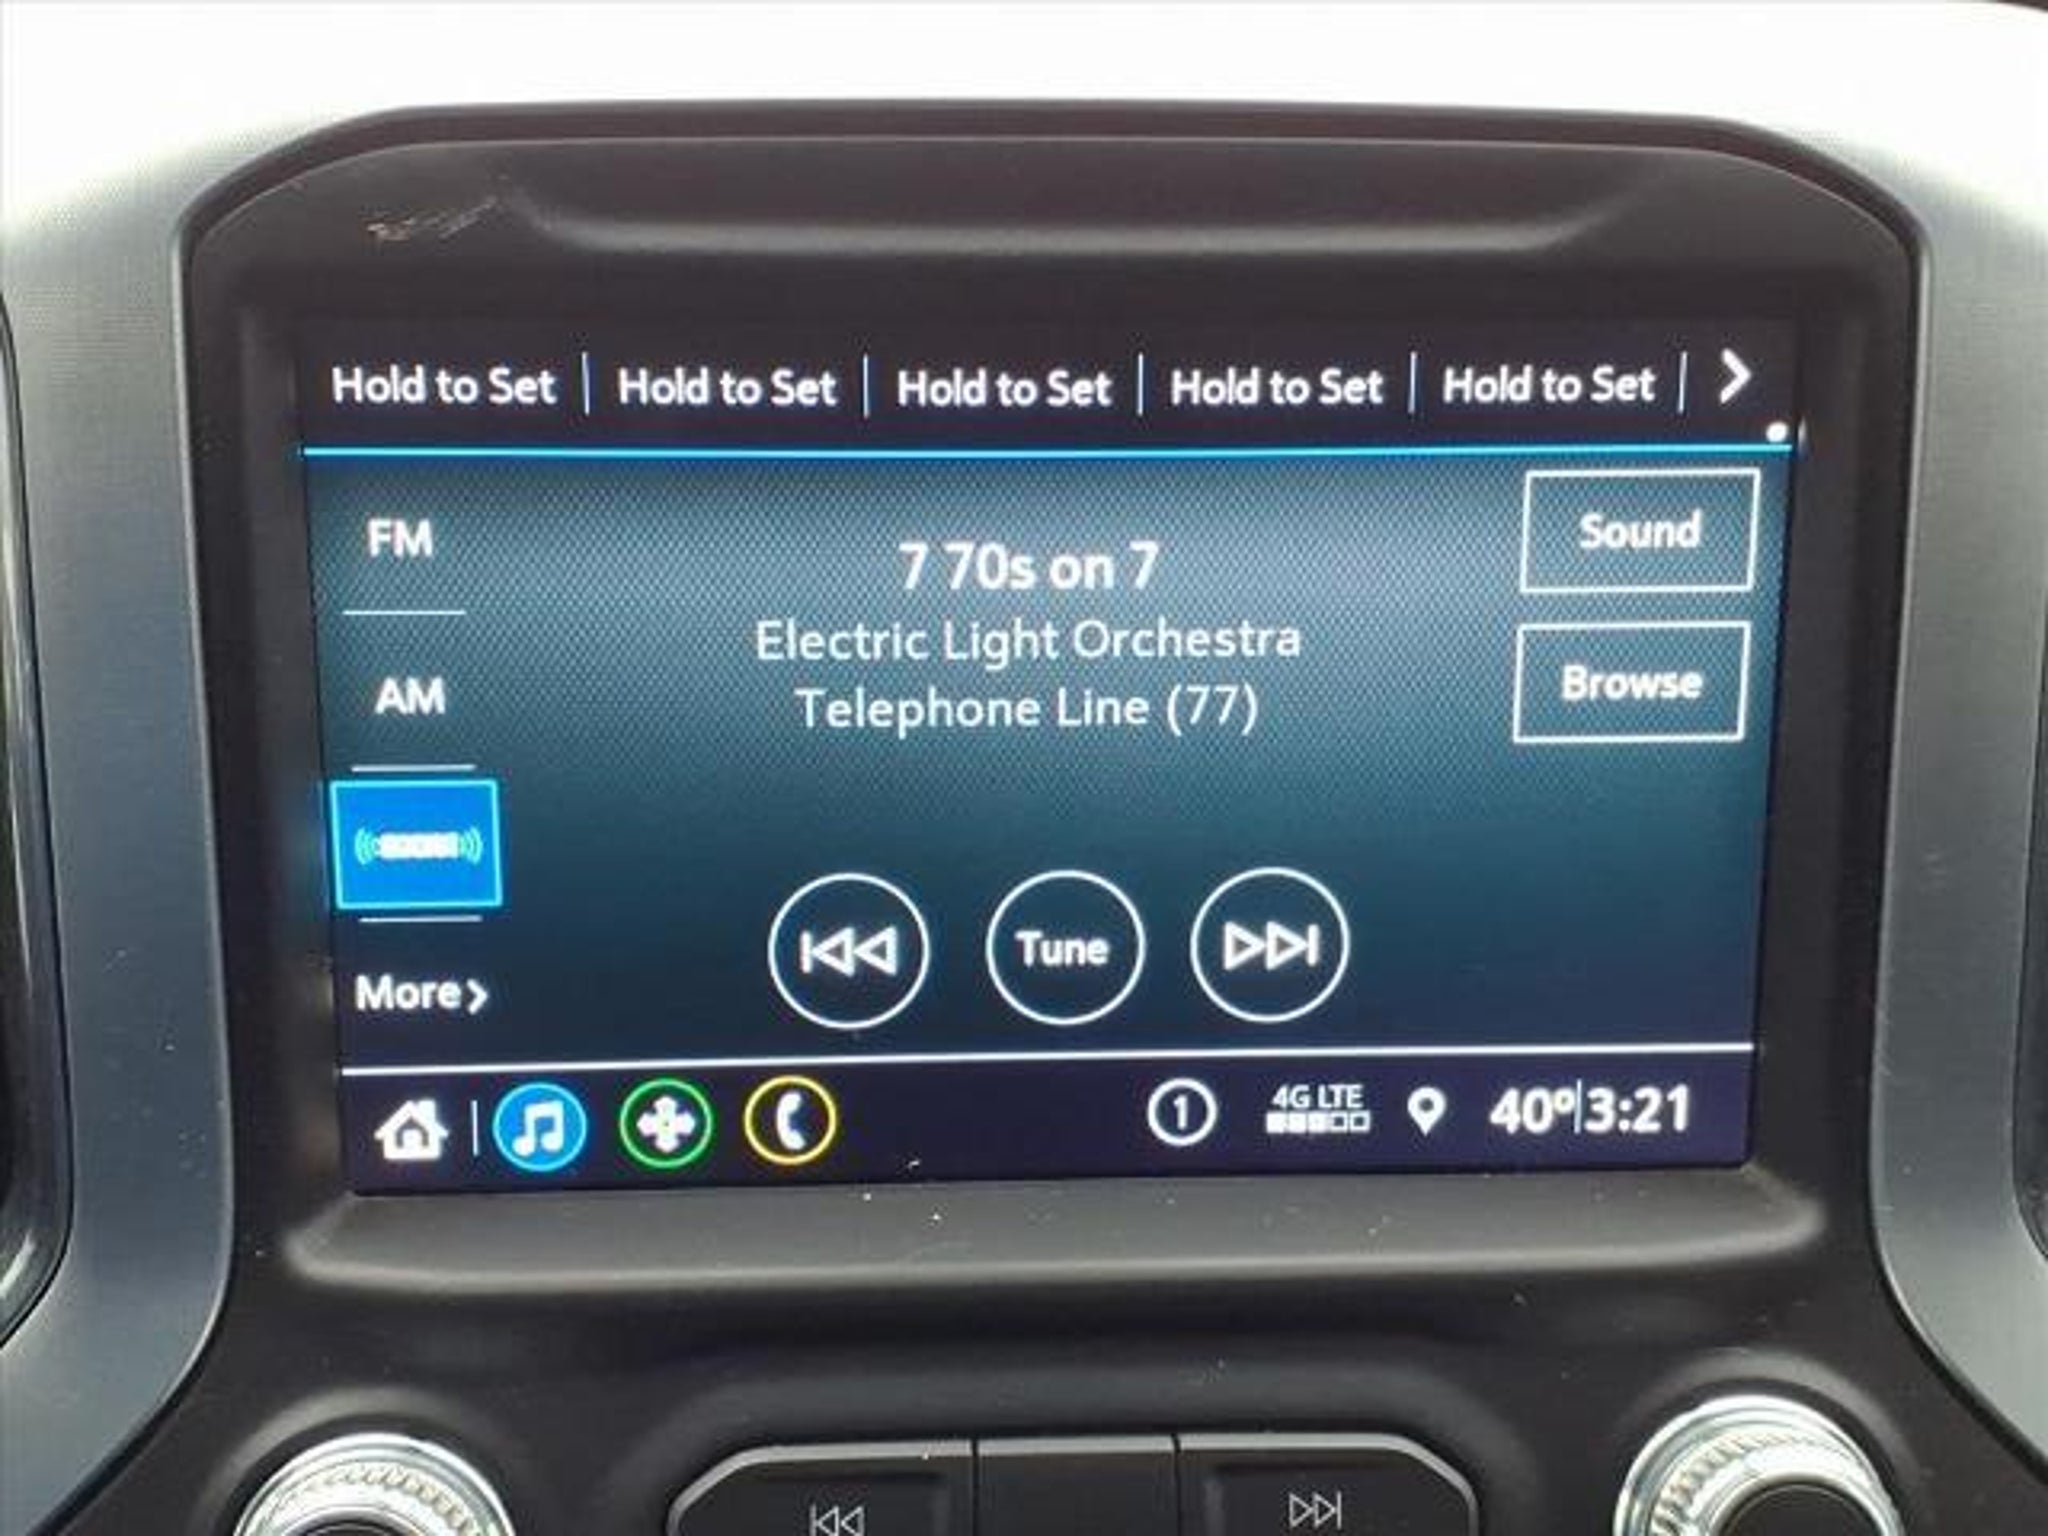 Hold to Set Hold to Set Hold to Set Hold to Set Hold to Set
FM
AM
More
7 70s on 7
Electric Light Orchestra
Telephone Line (77)
Sound
Browse
Tune
1 4G LTE 40° 3:21